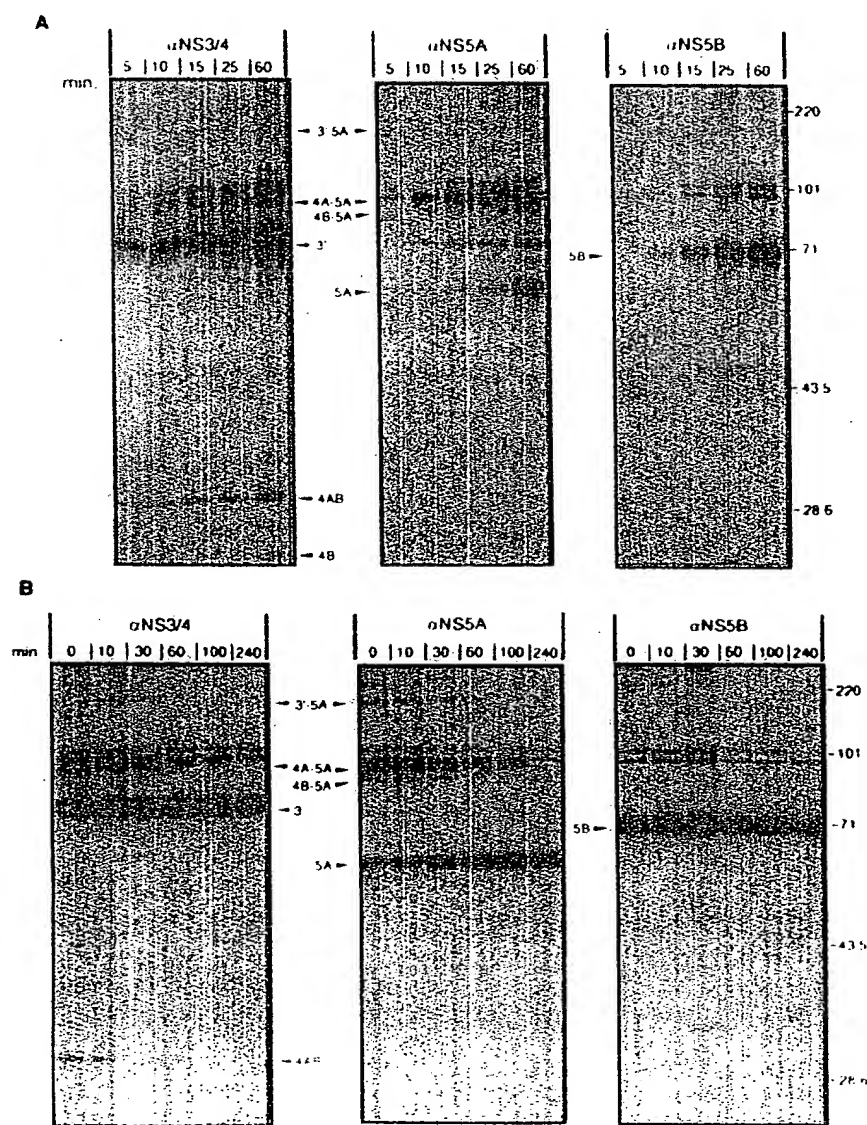 A
αNS3/4
αNS5A
αNS5B
min. 5 | 10 | 15 | 25 | 60
5 | 10 | 15 | 25 | 60
5 | 10 | 15 | 25 | 60
3'-5A
4A-5A
4B-5A
3'
5A
4AB
4B
5B
-220
-101
-71
-43.5
-28.6
B
αNS3/4
αNS5A
αNS5B
min 0 | 10 | 30 | 60 | 100 | 240
0 | 10 | 30 | 60 | 100 | 240
0 | 10 | 30 | 60 | 100 | 240
3'-5A
4A-5A
4B-5A
3
5A
4AB
5B
-220
-101
-71
-43.5